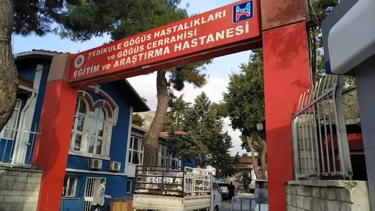 YEDİKULE GÖĞÜS HASTALIKLARI
ve GÖĞÜS CERRAHİSİ
EĞİTİM ve ARAŞTIRMA HASTANESİ